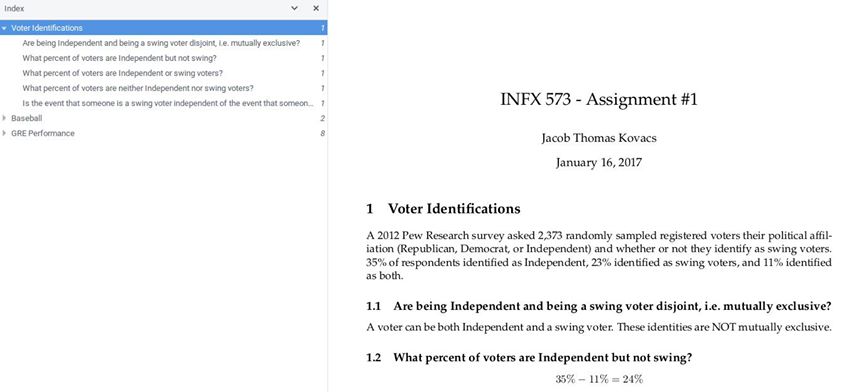 Index
Voter Identifications 1
Are being Independent and being a swing voter disjoint, i.e. mutually exclusive? 1
What percent of voters are Independent but not swing? 1
What percent of voters are Independent or swing voters? 1
What percent of voters are neither Independent nor swing voters? 1
Is the event that someone is a swing voter independent of the event that someon... 1
Baseball 2
GRE Performance 8
INFX 573 - Assignment #1
Jacob Thomas Kovacs
January 16, 2017
1 Voter Identifications
A 2012 Pew Research survey asked 2,373 randomly sampled registered voters their political affil-
iation (Republican, Democrat, or Independent) and whether or not they identify as swing voters.
35% of respondents identified as Independent, 23% identified as swing voters, and 11% identified
as both.
1.1 Are being Independent and being a swing voter disjoint, i.e. mutually exclusive?
A voter can be both Independent and a swing voter. These identities are NOT mutually exclusive.
1.2 What percent of voters are Independent but not swing?
35% − 11% = 24%